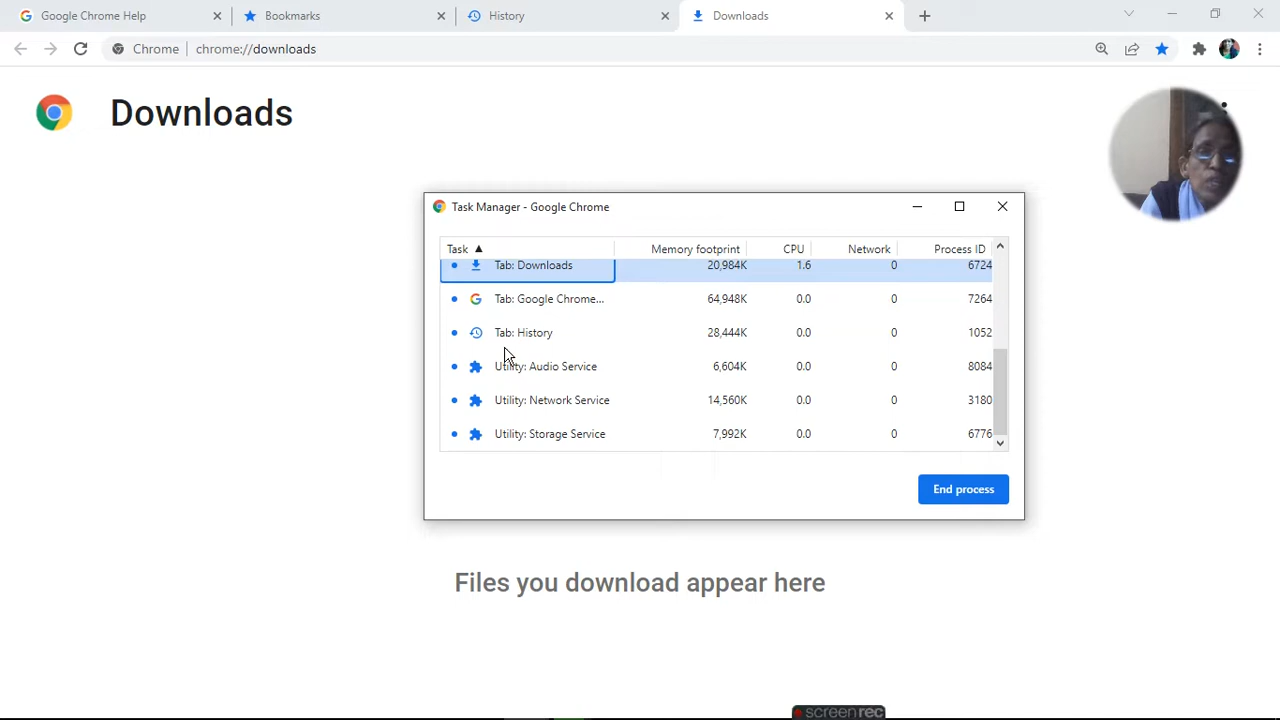 Google Chrome Help
Bookmarks
History
Downloads
Chrome
chrome://downloads
Downloads
Task Manager - Google Chrome
Task ▲ Memory footprint CPU Network Process ID
Tab: Downloads 20,984K 1.6 0 6724
Tab: Google Chrome... 64,948K 0.0 0 7264
Tab: History 28,444K 0.0 0 1052
Utility: Audio Service 6,604K 0.0 0 8084
Utility: Network Service 14,560K 0.0 0 3180
Utility: Storage Service 7,992K 0.0 0 6776
End process
Files you download appear here
screenrec